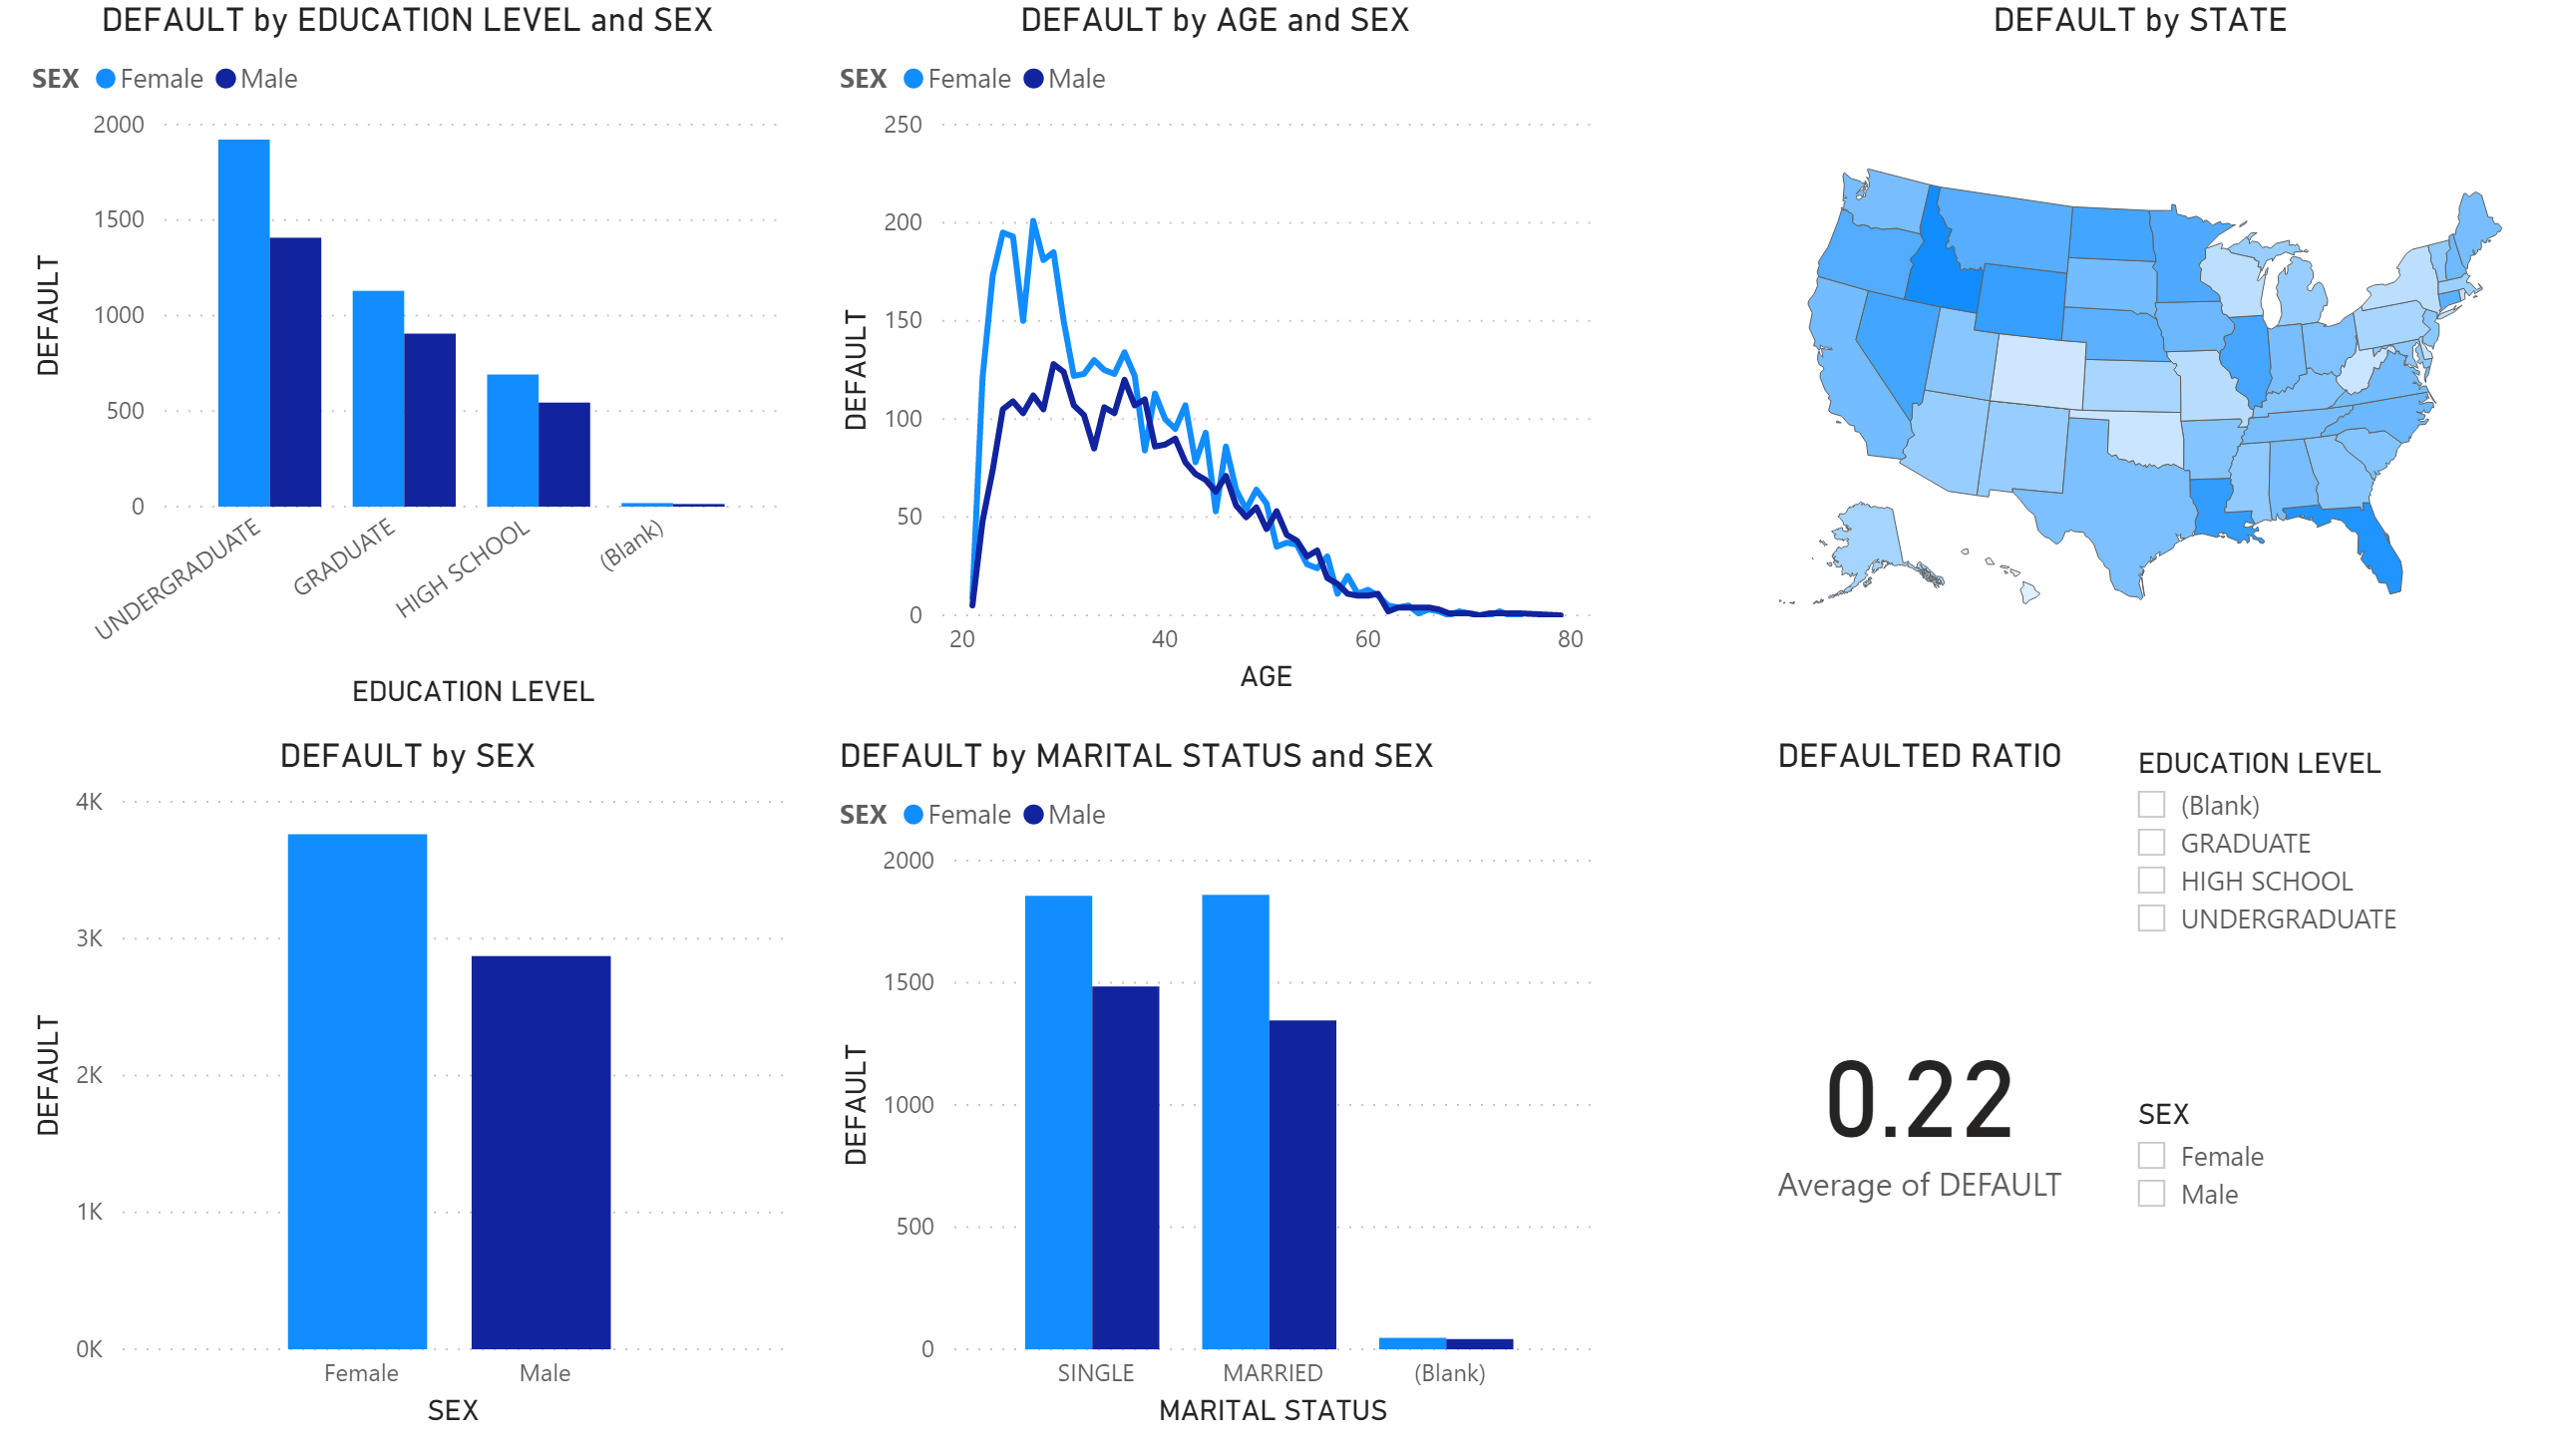 DEFAULT by EDUCATION LEVEL and SEX
SEX Female Male
2000
1500
1000
500
0
DEFAULT
UNDERGRADUATE
GRADUATE
HIGH SCHOOL
(Blank)
EDUCATION LEVEL
DEFAULT by AGE and SEX
SEX Female Male
250
200
150
100
50
0
DEFAULT
20 40 60 80
AGE
DEFAULT by STATE
DEFAULT by SEX
4K
3K
2K
1K
0K
DEFAULT
Female Male
SEX
DEFAULT by MARITAL STATUS and SEX
SEX Female Male
2000
1500
1000
500
0
DEFAULT
SINGLE MARRIED (Blank)
MARITAL STATUS
DEFAULTED RATIO
0.22
Average of DEFAULT
EDUCATION LEVEL
(Blank)
GRADUATE
HIGH SCHOOL
UNDERGRADUATE
SEX
Female
Male